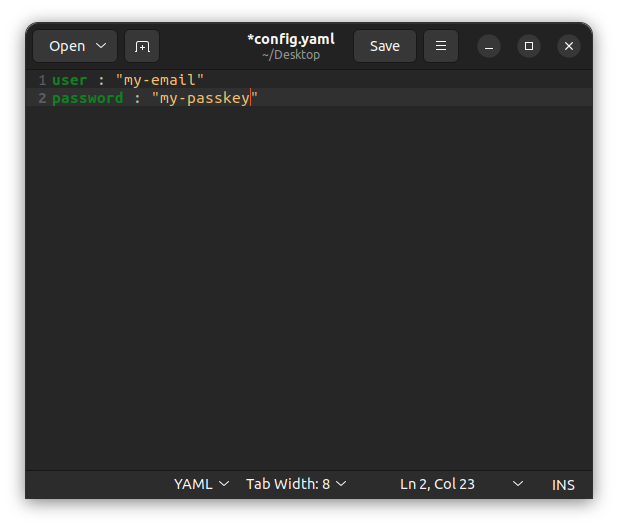 Open
*config.yaml
~/Desktop
Save
1 user : "my-email"
2 password : "my-passkey"
YAML Tab Width: 8 Ln 2, Col 23 INS